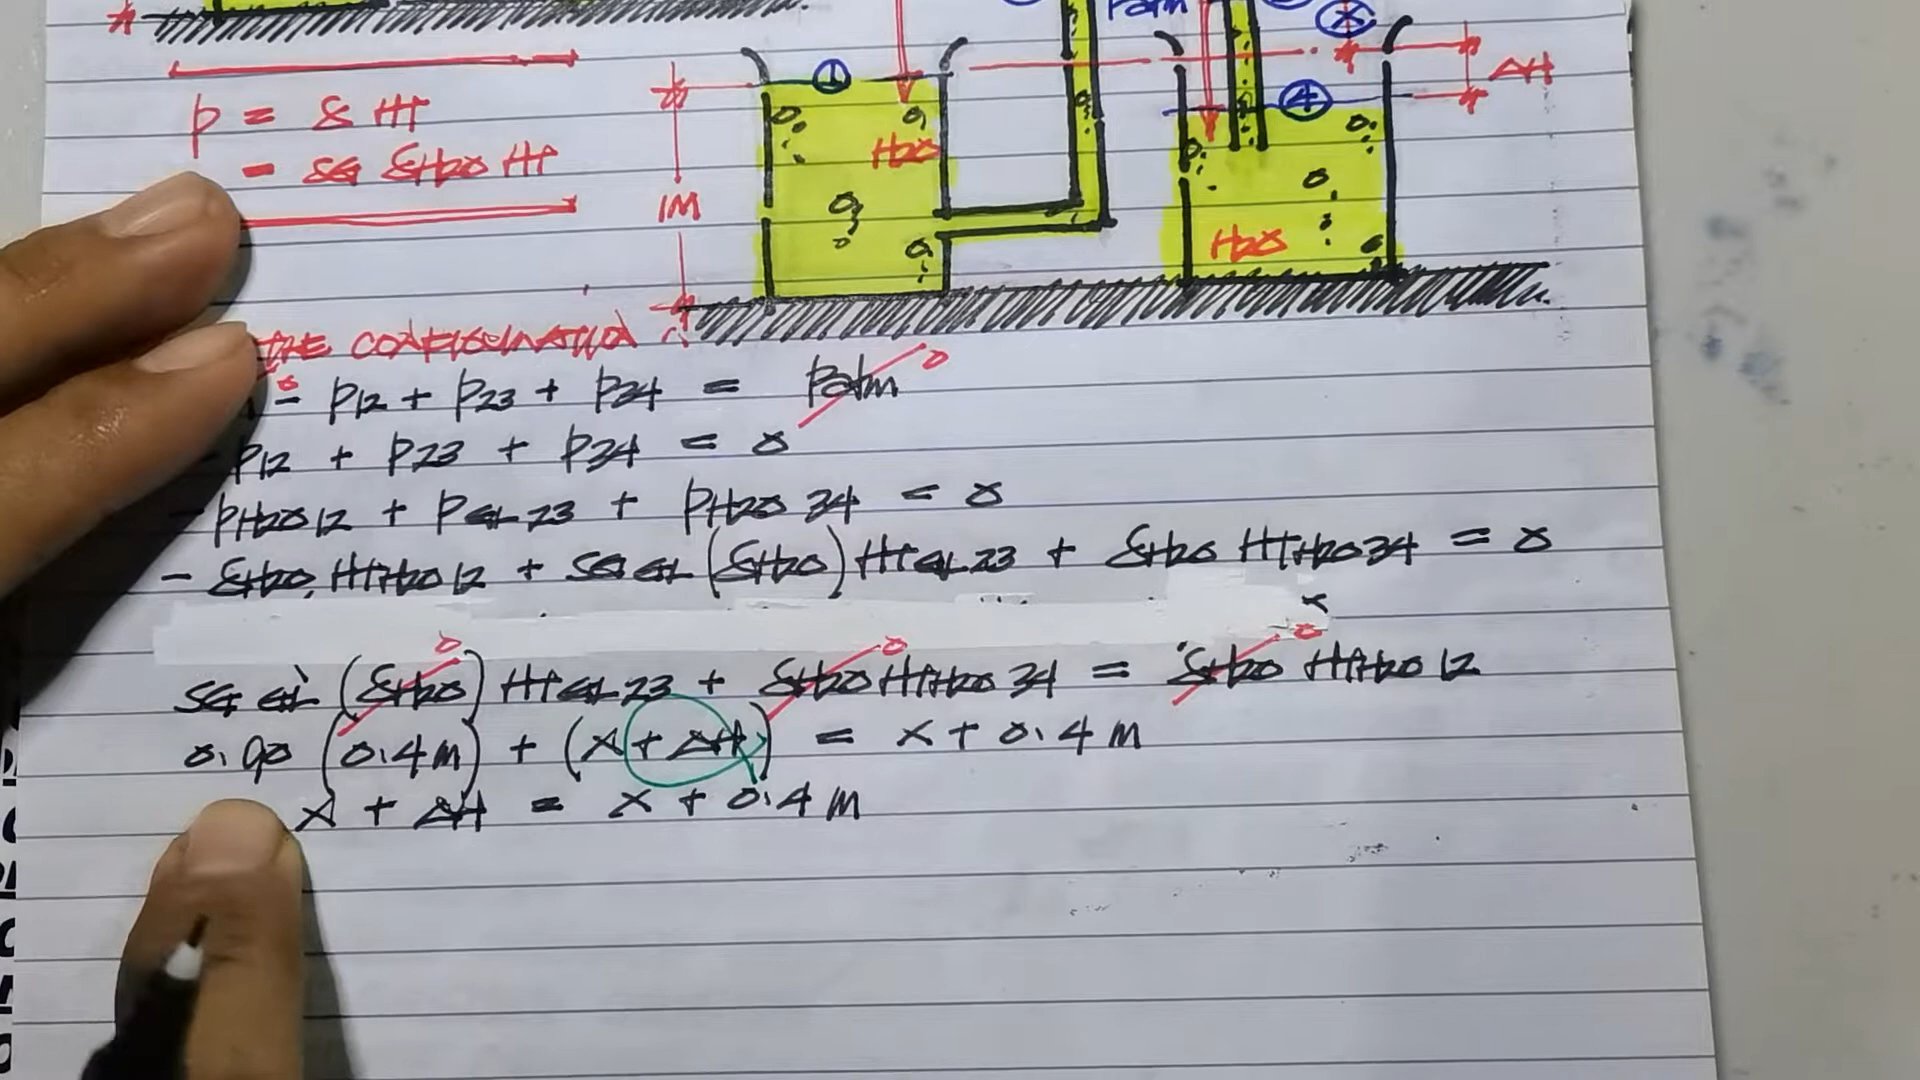 Patm
①
④
ΔH
P = γ H
= SG γH2O H
H2O
1M
H2O
THE CONFIGURATION :
- P12 + P23 + P34 = Patm 0
- P12 + P23 + P34 = 0
- PH2O 12 + PGL 23 + PH2O 34 = 0
- γH2O HH2O 12 + SG GL (γH2O) HGL 23 + γH2O HH2O 34 = 0
SG GL (γH2O) HGL 23 + γH2O HH2O 34 = γH2O HH2O 12
0.90 (0.4 M) + (X + ΔH) = X + 0.4 M
X + ΔH = X + 0.4 M